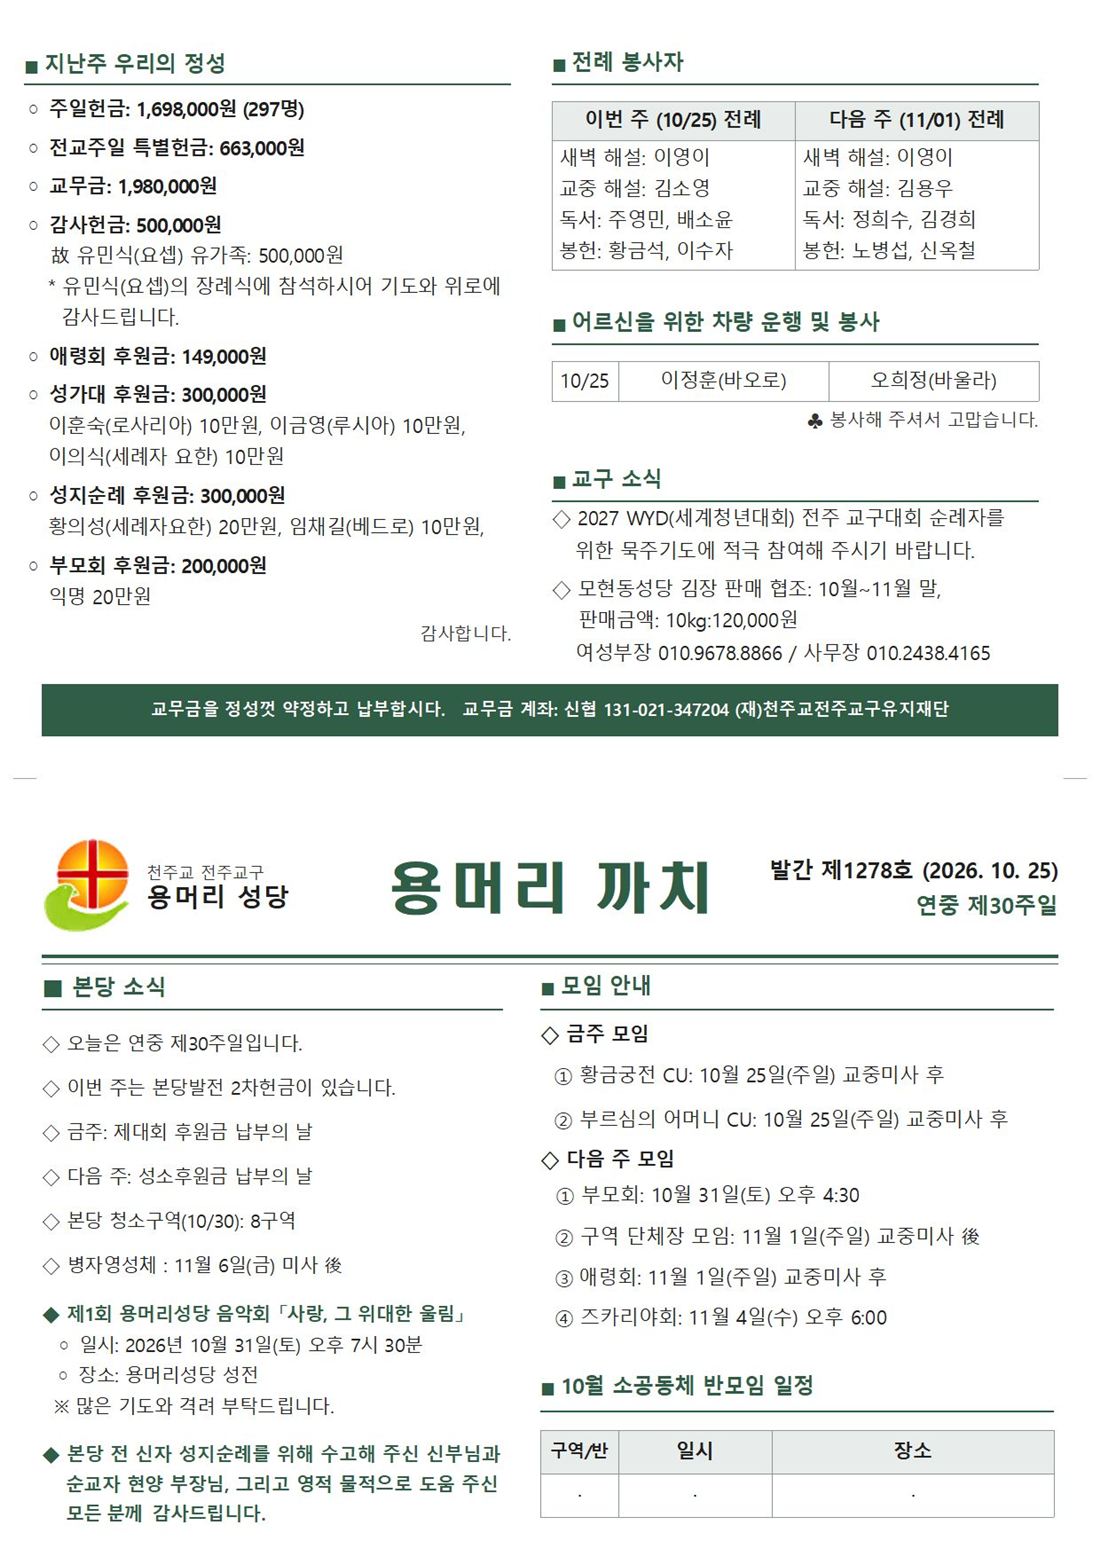 ■ 지난주 우리의 정성
○ 주일헌금: 1,698,000원 (297명)
○ 전교주일 특별헌금: 663,000원
○ 교무금: 1,980,000원
○ 감사헌금: 500,000원
故 유민식(요셉) 유가족: 500,000원
* 유민식(요셉)의 장례식에 참석하시어 기도와 위로에
감사드립니다.
○ 애령회 후원금: 149,000원
○ 성가대 후원금: 300,000원
이훈숙(로사리아) 10만원, 이금영(루시아) 10만원,
이의식(세례자 요한) 10만원
○ 성지순례 후원금: 300,000원
황의성(세례자요한) 20만원, 임채길(베드로) 10만원,
○ 부모회 후원금: 200,000원
익명 20만원
감사합니다.
■ 전례 봉사자
이번 주 (10/25) 전례
새벽 해설: 이영이
교중 해설: 김소영
독서: 주영민, 배소윤
봉헌: 황금석, 이수자
다음 주 (11/01) 전례
새벽 해설: 이영이
교중 해설: 김용우
독서: 정희수, 김경희
봉헌: 노병섭, 신옥철
■ 어르신을 위한 차량 운행 및 봉사
10/25 이정훈(바오로) 오희정(바울라)
♣ 봉사해 주셔서 고맙습니다.
■ 교구 소식
◇ 2027 WYD(세계청년대회) 전주 교구대회 순례자를
위한 묵주기도에 적극 참여해 주시기 바랍니다.
◇ 모현동성당 김장 판매 협조: 10월~11월 말,
판매금액: 10kg:120,000원
여성부장 010.9678.8866 / 사무장 010.2438.4165
교무금을 정성껏 약정하고 납부합시다. 교무금 계좌: 신협 131-021-347204 (재)천주교전주교구유지재단
천주교 전주교구
용머리 성당
용머리 까치
발간 제1278호 (2026. 10. 25)
연중 제30주일
■ 본당 소식
◇ 오늘은 연중 제30주일입니다.
◇ 이번 주는 본당발전 2차헌금이 있습니다.
◇ 금주: 제대회 후원금 납부의 날
◇ 다음 주: 성소후원금 납부의 날
◇ 본당 청소구역(10/30): 8구역
◇ 병자영성체 : 11월 6일(금) 미사 後
◆ 제1회 용머리성당 음악회 「사랑, 그 위대한 울림」
○ 일시: 2026년 10월 31일(토) 오후 7시 30분
○ 장소: 용머리성당 성전
※ 많은 기도와 격려 부탁드립니다.
◆ 본당 전 신자 성지순례를 위해 수고해 주신 신부님과
순교자 현양 부장님, 그리고 영적 물적으로 도움 주신
모든 분께 감사드립니다.
■ 모임 안내
◇ 금주 모임
① 황금궁전 CU: 10월 25일(주일) 교중미사 후
② 부르심의 어머니 CU: 10월 25일(주일) 교중미사 후
◇ 다음 주 모임
① 부모회: 10월 31일(토) 오후 4:30
② 구역 단체장 모임: 11월 1일(주일) 교중미사 後
③ 애령회: 11월 1일(주일) 교중미사 후
④ 즈카리야회: 11월 4일(수) 오후 6:00
■ 10월 소공동체 반모임 일정
구역/반 일시 장소
. . .